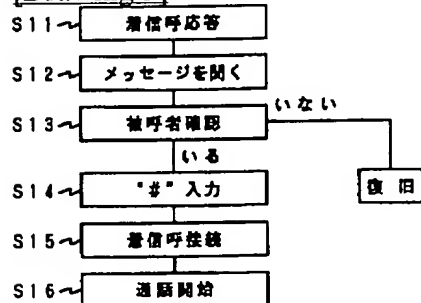 S11 着信呼応答
S12 メッセージを聞く
いない
S13 被呼者確認
いる
S14 "#" 入力
復旧
S15 着信呼接続
S16 通話開始